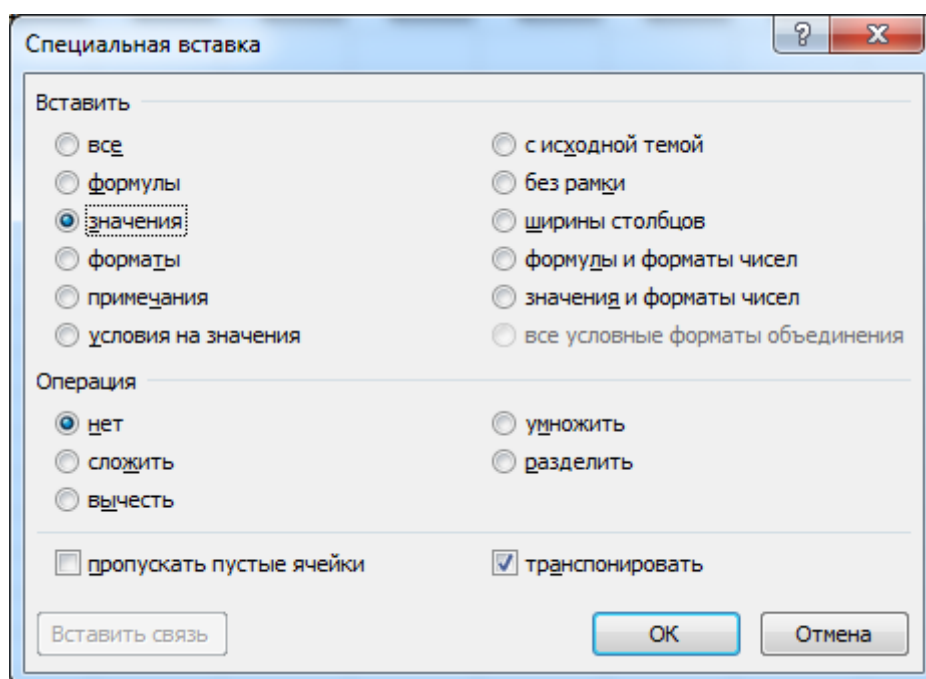 Специальная вставка
Вставить
все
с исходной темой
формулы
без рамки
значения
ширины столбцов
форматы
формулы и форматы чисел
примечания
значения и форматы чисел
условия на значения
все условные форматы объединения
Операция
нет
умножить
сложить
разделить
вычесть
пропускать пустые ячейки
транспонировать
Вставить связь
ОК
Отмена